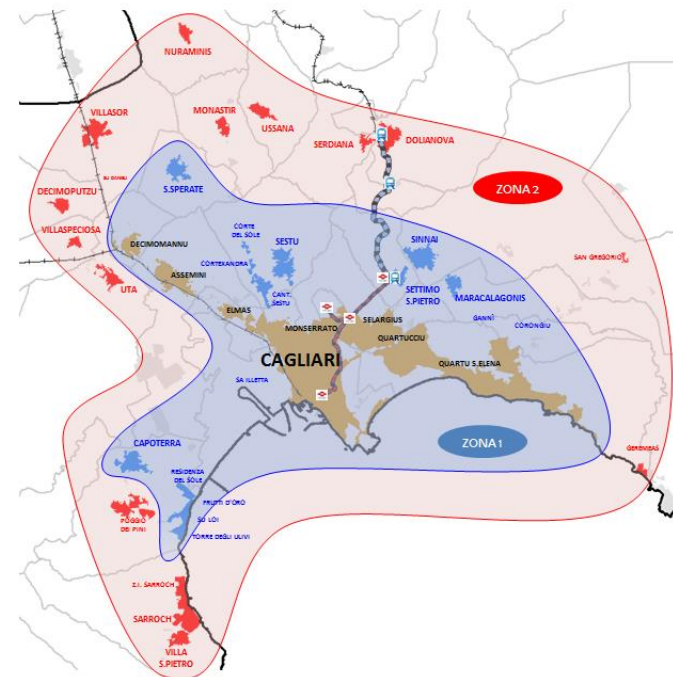 NURAMINIS
VILLASOR
MONASTIR
USSANA
SERDIANA
DOLIANOVA
S.SPERATE
ZONA 2
DECIMOPUTZU
VILLASPECIOSA
CORTE
DEL SOLE
SESTU
SINNAI
DECIMOMANNU
CORTEXANDRA
SAN GREGORIO
UTA
ASSEMINI
CANT.
SESTU
SETTIMO
S.PIETRO
MARACALAGONIS
ELMAS
SELARGIUS
GANNÌ
CORONGIU
MONSERRATO
QUARTUCCIU
CAGLIARI
QUARTU S.ELENA
SA ILLETTA
CAPOTERRA
ZONA 1
GEREMEAS
RESIDENZA
DEL SOLE
FRUTTI D'ORO
POGGIO
DEI PINI
SU LOI
TORRE DEGLI ULIVI
Z.I. SARROCH
SARROCH
VILLA
S.PIETRO